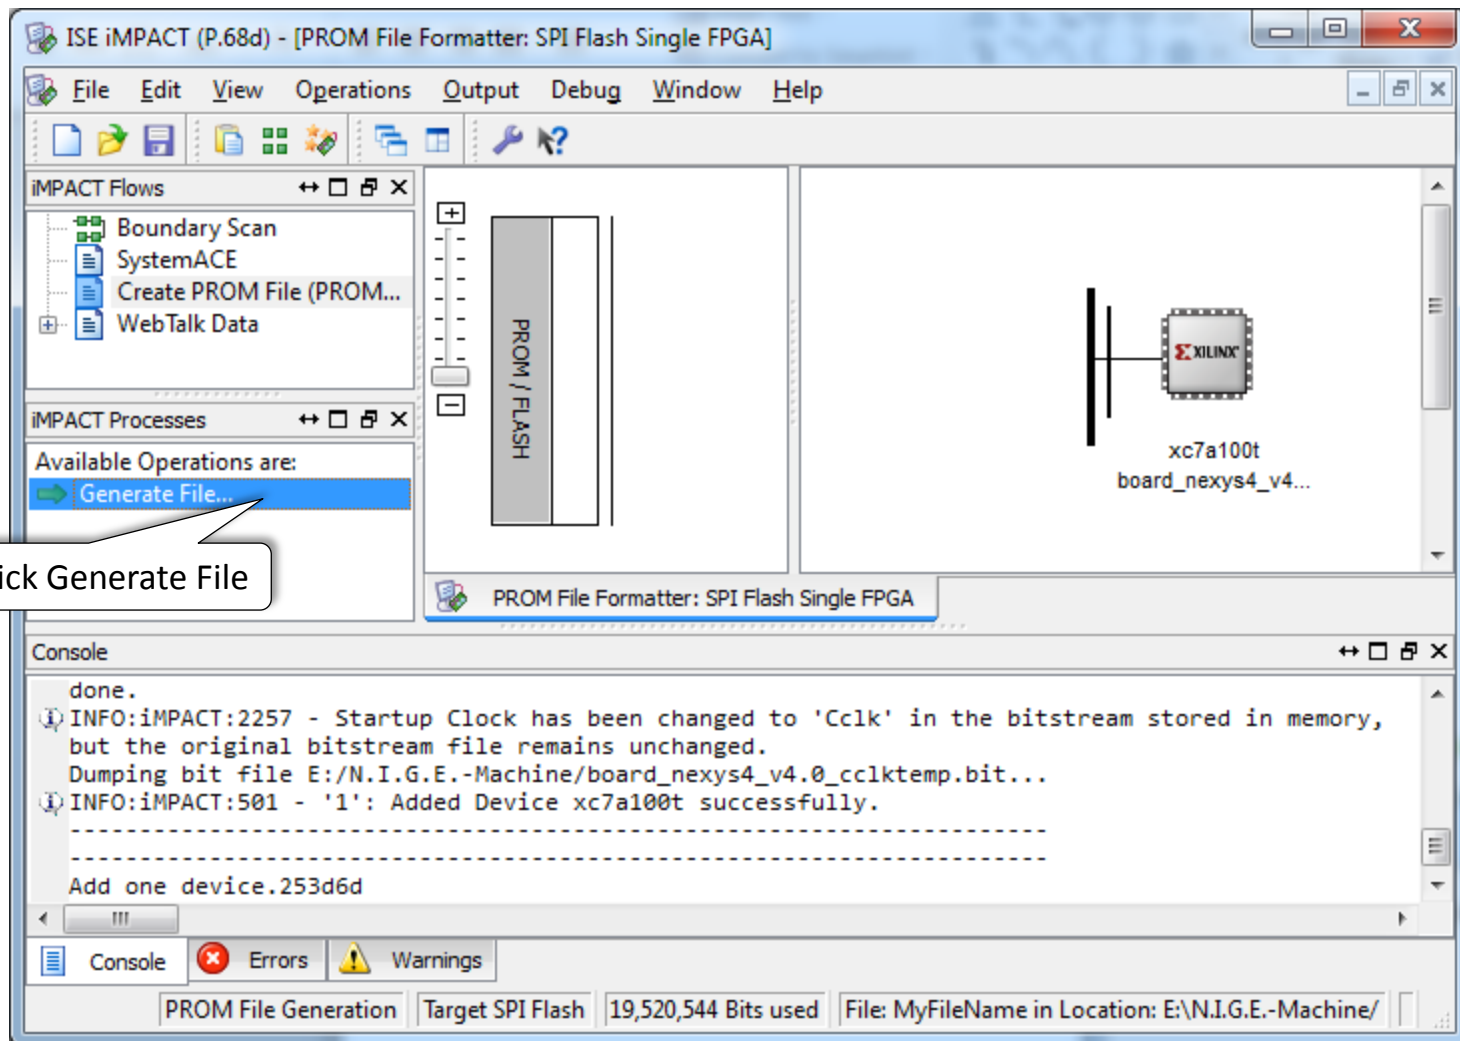 ISE iMPACT (P.68d) - [PROM File Formatter: SPI Flash Single FPGA]
File Edit View Operations Output Debug Window Help
iMPACT Flows
Boundary Scan
SystemACE
Create PROM File (PROM...
WebTalk Data
iMPACT Processes
Available Operations are:
Generate File...
ick Generate File
PROM / FLASH
XILINX
xc7a100t
board_nexys4_v4...
PROM File Formatter: SPI Flash Single FPGA
Console
done.
INFO:iMPACT:2257 - Startup Clock has been changed to 'Cclk' in the bitstream stored in memory,
but the original bitstream file remains unchanged.
Dumping bit file E:/N.I.G.E.-Machine/board_nexys4_v4.0_cclktemp.bit...
INFO:iMPACT:501 - '1': Added Device xc7a100t successfully.
----------------------------------------------------------------------
----------------------------------------------------------------------
Add one device.253d6d
Console Errors Warnings
PROM File Generation Target SPI Flash 19,520,544 Bits used File: MyFileName in Location: E:\N.I.G.E.-Machine/